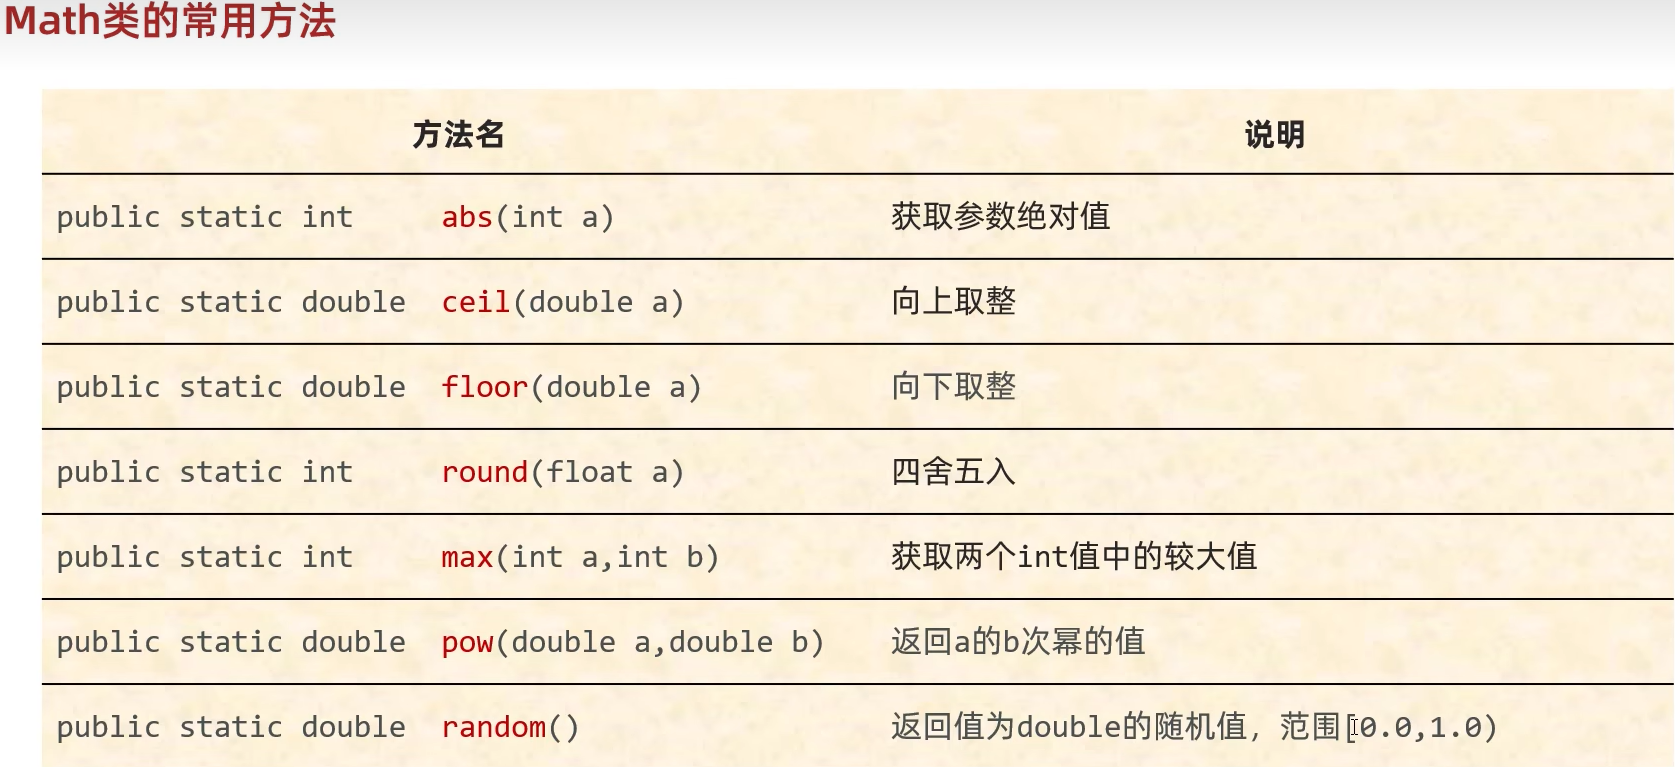 Math类的常用方法
方法名 说明
public static int abs(int a) 获取参数绝对值
public static double ceil(double a) 向上取整
public static double floor(double a) 向下取整
public static int round(float a) 四舍五入
public static int max(int a,int b) 获取两个int值中的较大值
public static double pow(double a,double b) 返回a的b次幂的值
public static double random() 返回值为double的随机值，范围[0.0,1.0)